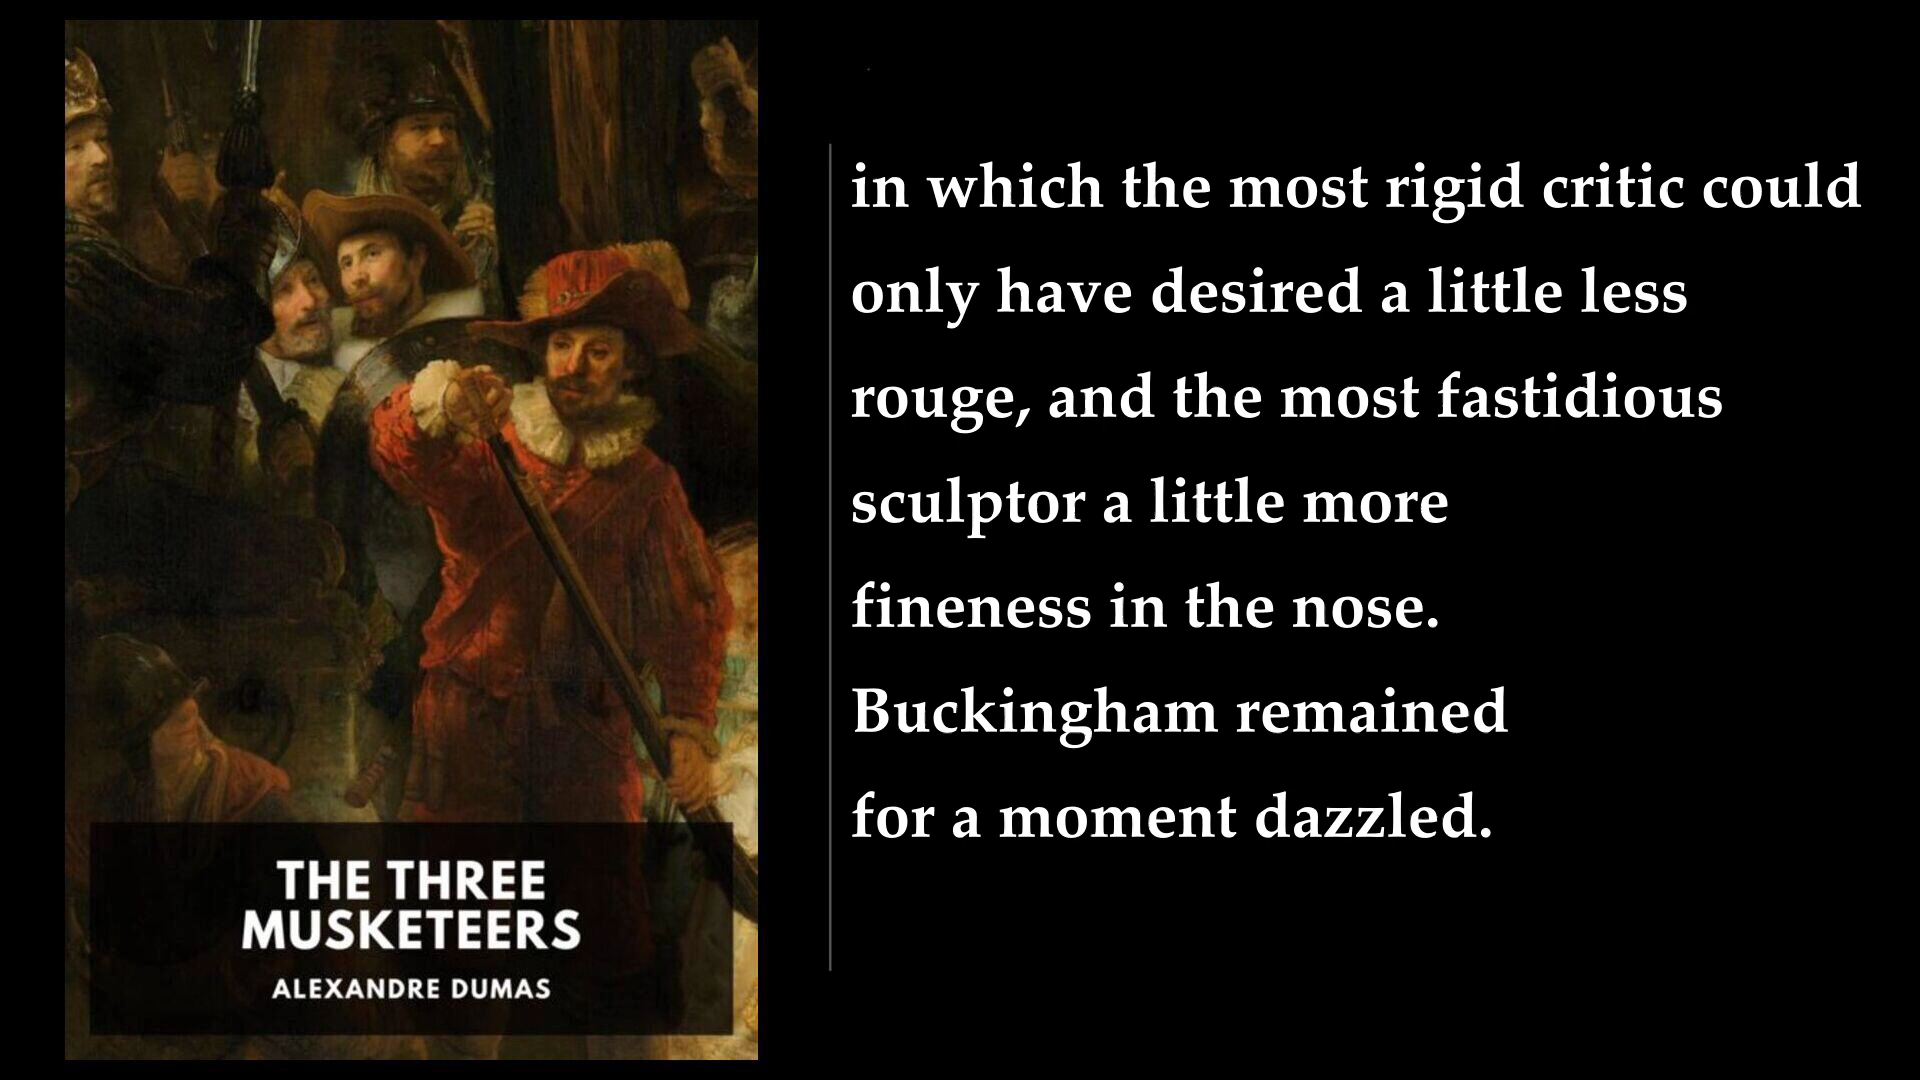 THE THREE
MUSKETEERS
ALEXANDRE DUMAS
in which the most rigid critic could
only have desired a little less
rouge, and the most fastidious
sculptor a little more
fineness in the nose.
Buckingham remained
for a moment dazzled.